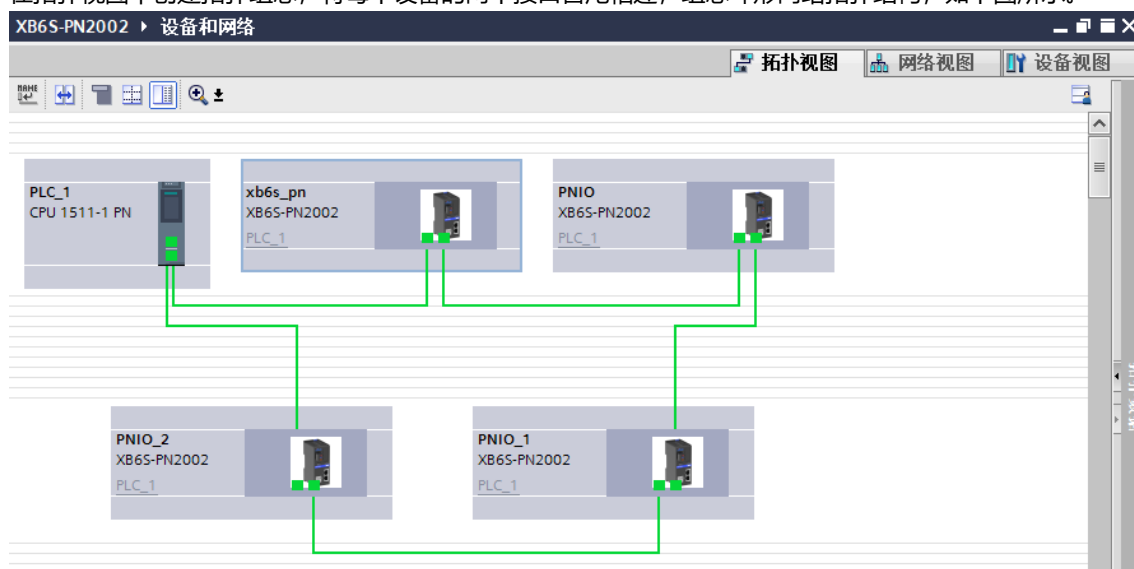 XB6S-PN2002 ▸ 设备和网络
拓扑视图 网络视图 设备视图
NAME
PLC_1
CPU 1511-1 PN
xb6s_pn
XB6S-PN2002
PLC_1
PNIO
XB6S-PN2002
PLC_1
PNIO_2
XB6S-PN2002
PLC_1
PNIO_1
XB6S-PN2002
PLC_1